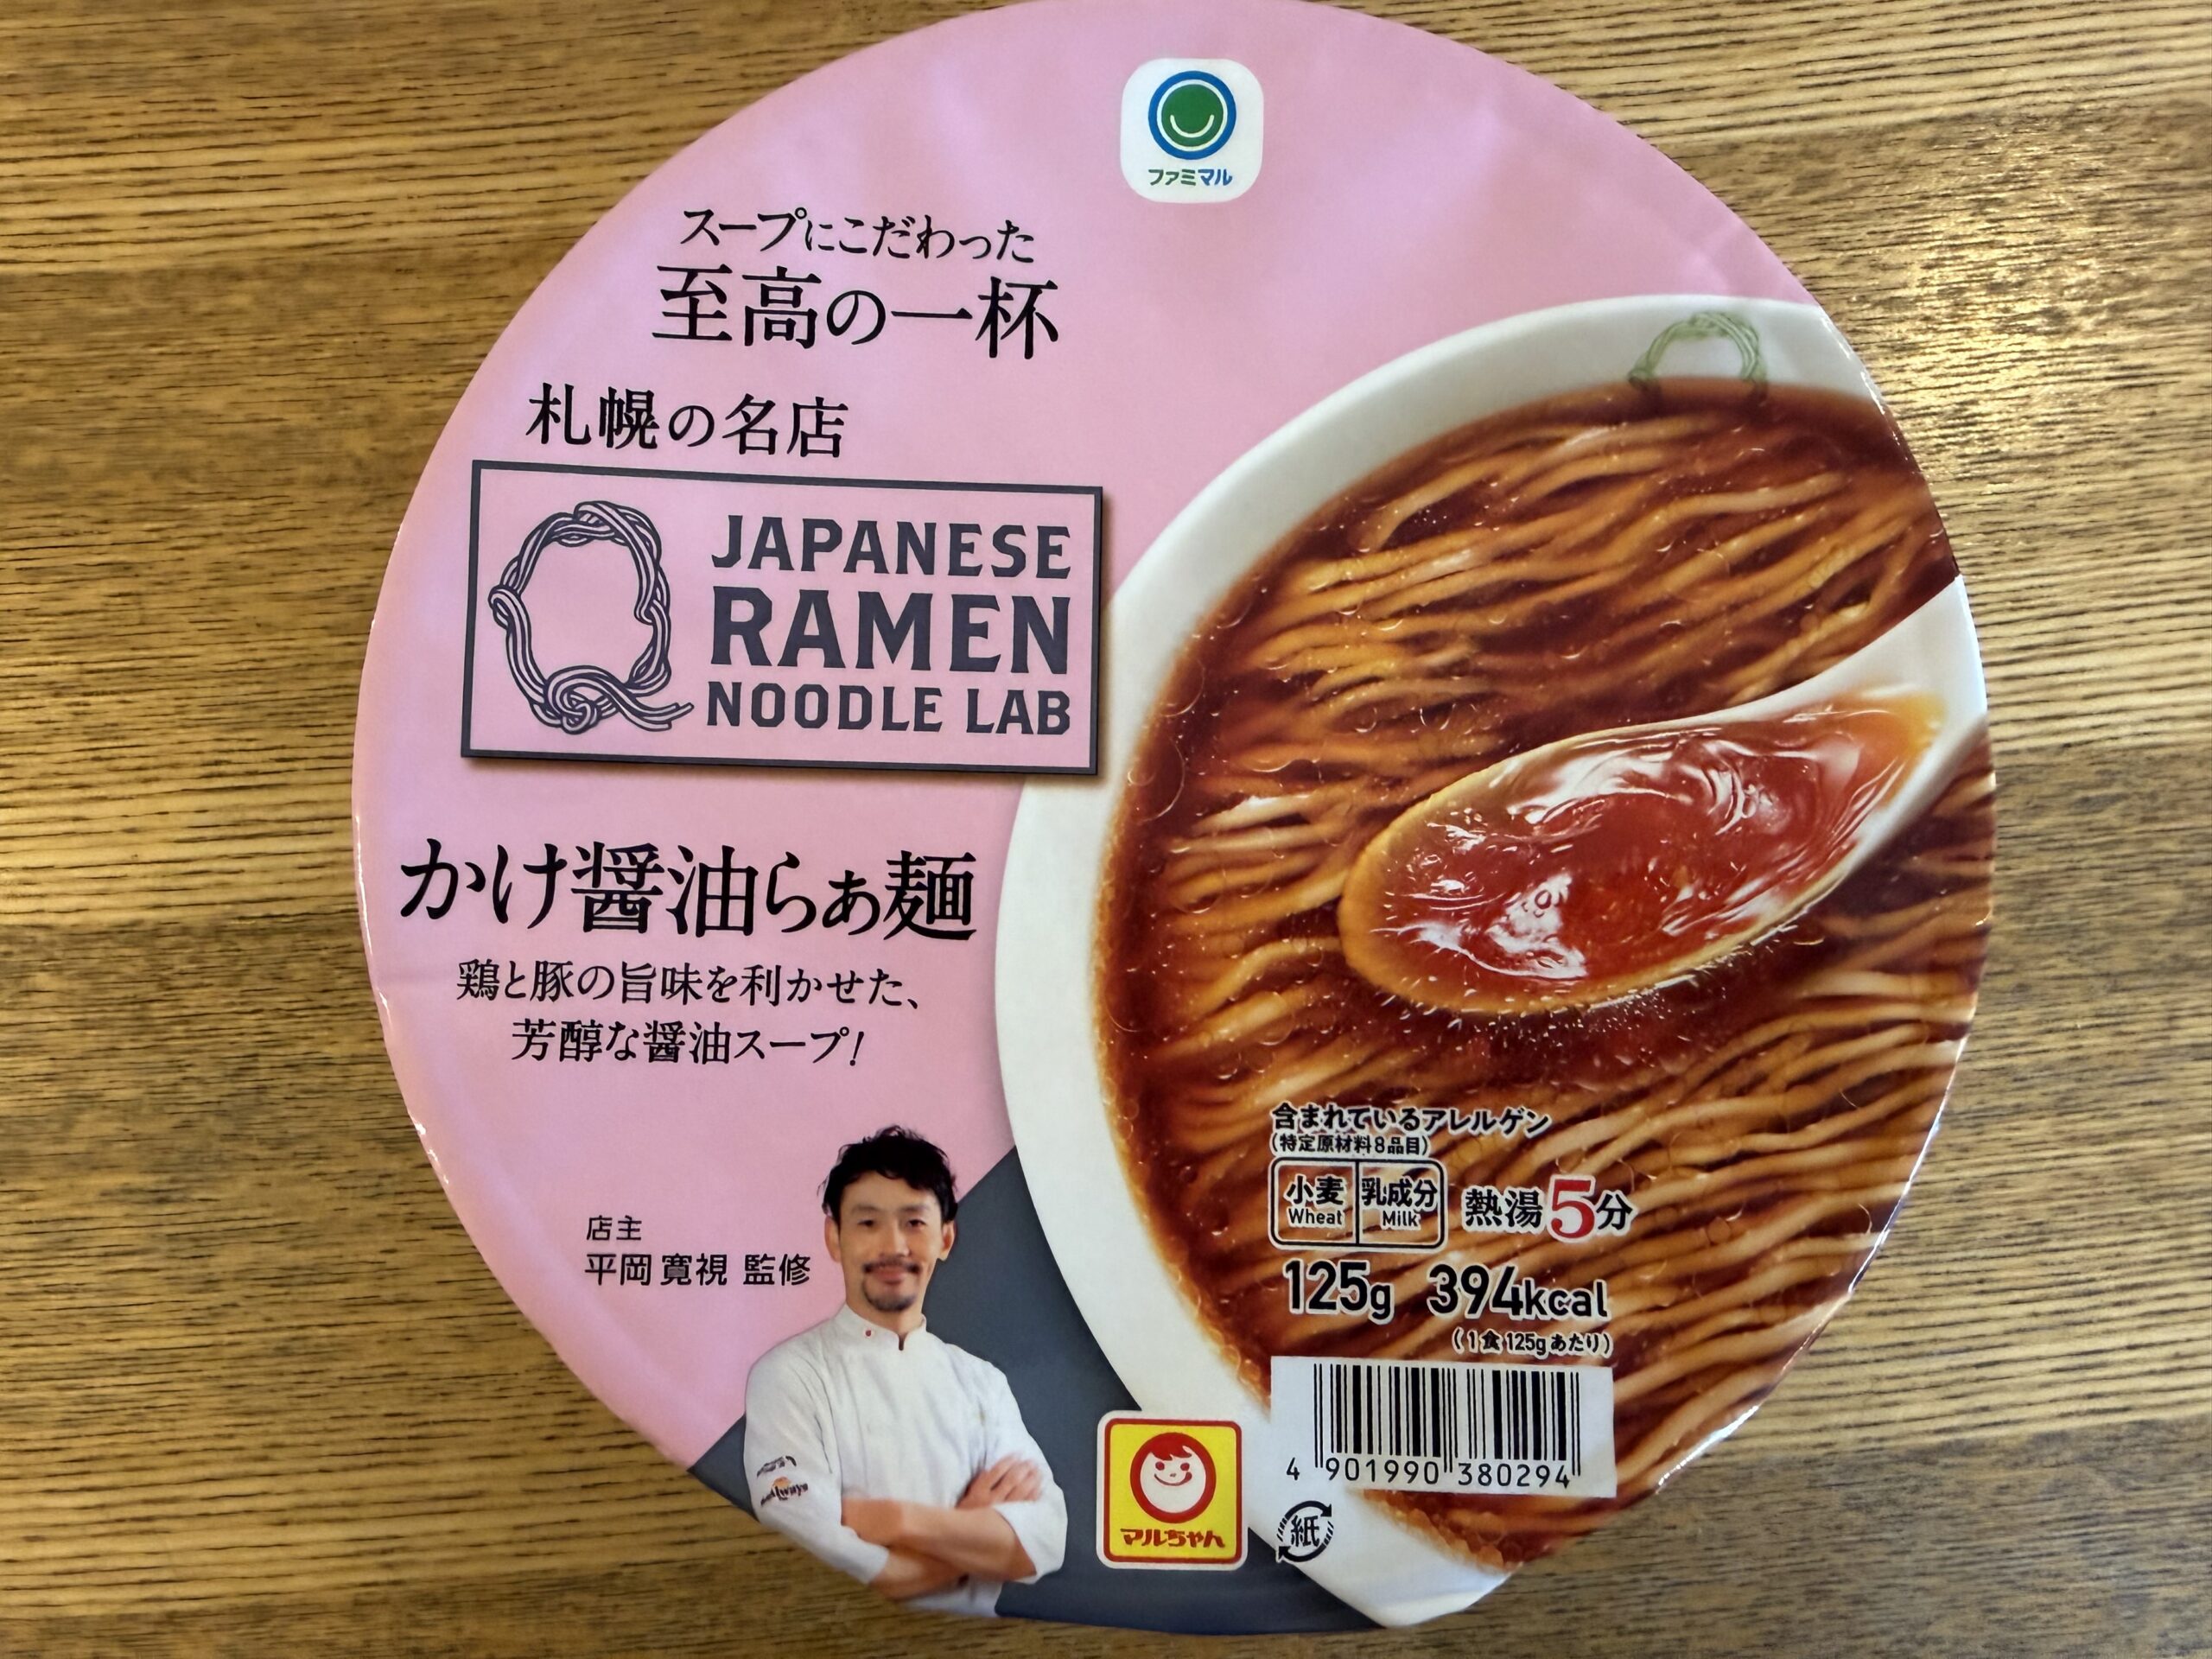 ファミマル
スープにこだわった
至高の一杯
札幌の名店
JAPANESE
RAMEN
NOODLE LAB
かけ醤油らぁ麺
鶏と豚の旨味を利かせた、
芳醇な醤油スープ!
店主
平岡 寛視 監修
含まれているアレルゲン
(特定原材料8品目)
小麦 乳成分
Wheat Milk
熱湯5分
125g 394kcal
(1食125gあたり)
4 901990 380294
マルちゃん
紙